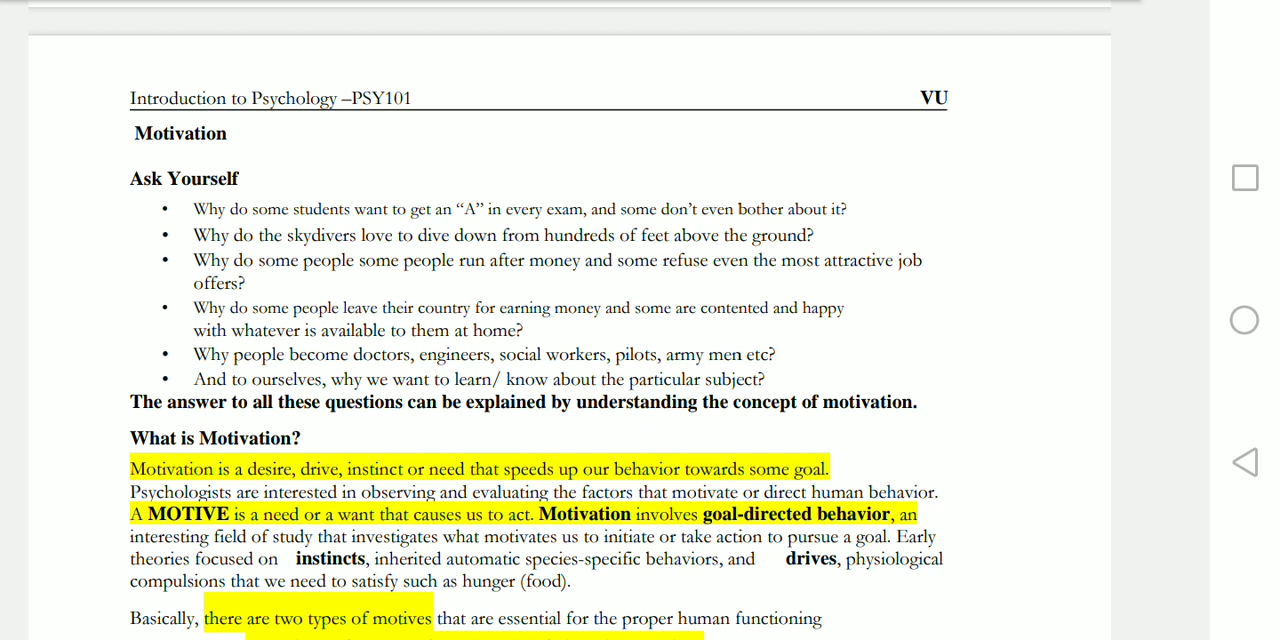 Introduction to Psychology –PSY101 VU
Motivation
Ask Yourself
• Why do some students want to get an “A” in every exam, and some don’t even bother about it?
• Why do the skydivers love to dive down from hundreds of feet above the ground?
• Why do some people some people run after money and some refuse even the most attractive job
offers?
• Why do some people leave their country for earning money and some are contented and happy
with whatever is available to them at home?
• Why people become doctors, engineers, social workers, pilots, army men etc?
• And to ourselves, why we want to learn/ know about the particular subject?
The answer to all these questions can be explained by understanding the concept of motivation.
What is Motivation?
Motivation is a desire, drive, instinct or need that speeds up our behavior towards some goal.
Psychologists are interested in observing and evaluating the factors that motivate or direct human behavior.
A MOTIVE is a need or a want that causes us to act. Motivation involves goal-directed behavior, an
interesting field of study that investigates what motivates us to initiate or take action to pursue a goal. Early
theories focused on instincts, inherited automatic species-specific behaviors, and drives, physiological
compulsions that we need to satisfy such as hunger (food).
Basically, there are two types of motives that are essential for the proper human functioning